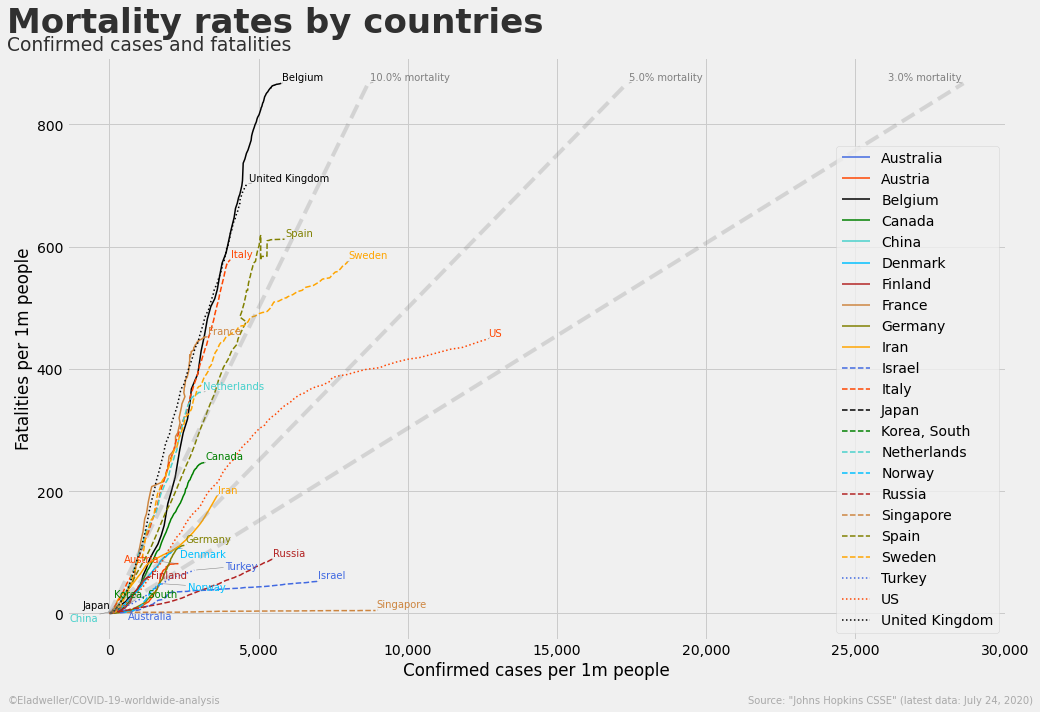 Mortality rates by countries
Confirmed cases and fatalities
Belgium
10.0% mortality
5.0% mortality
3.0% mortality
United Kingdom
Spain
Italy
Sweden
France
US
Netherlands
Canada
Iran
Germany
Austria
Denmark
Russia
Turkey
Finland
Israel
Norway
Korea, South
Japan
Singapore
China
Australia
800
600
400
200
0
Fatalities per 1m people
0
5,000
10,000
15,000
20,000
25,000
30,000
Confirmed cases per 1m people
Australia
Austria
Belgium
Canada
China
Denmark
Finland
France
Germany
Iran
Israel
Italy
Japan
Korea, South
Netherlands
Norway
Russia
Singapore
Spain
Sweden
Turkey
US
United Kingdom
©Eladweller/COVID-19-worldwide-analysis
Source: "Johns Hopkins CSSE" (latest data: July 24, 2020)